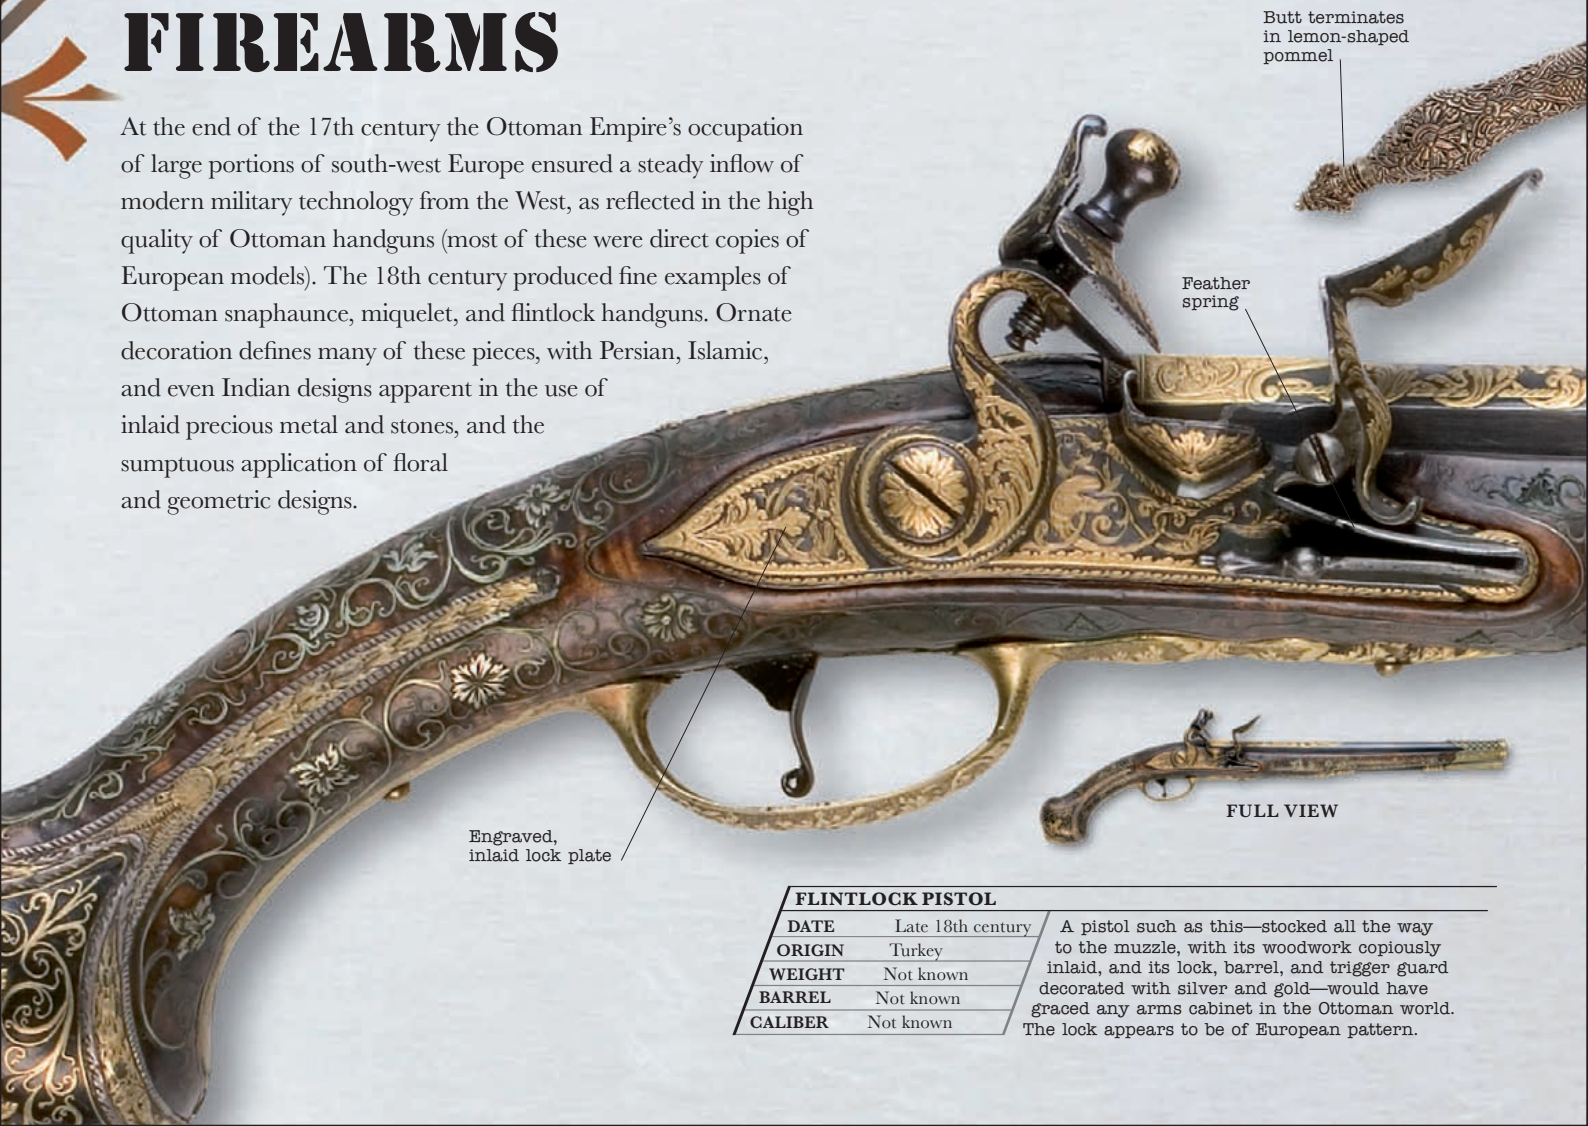 FIREARMS
At the end of the 17th century the Ottoman Empire's occupation
of large portions of south-west Europe ensured a steady inflow of
modern military technology from the West, as reflected in the high
quality of Ottoman handguns (most of these were direct copies of
European models). The 18th century produced fine examples of
Ottoman snaphaunce, miquelet, and flintlock handguns. Ornate
decoration defines many of these pieces, with Persian, Islamic,
and even Indian designs apparent in the use of
inlaid precious metal and stones, and the
sumptuous application of floral
and geometric designs.
Butt terminates
in lemon-shaped
pommel
Feather
spring
Engraved,
inlaid lock plate
FULL VIEW
FLINTLOCK PISTOL
DATE Late 18th century
ORIGIN Turkey
WEIGHT Not known
BARREL Not known
CALIBER Not known
A pistol such as this—stocked all the way
to the muzzle, with its woodwork copiously
inlaid, and its lock, barrel, and trigger guard
decorated with silver and gold—would have
graced any arms cabinet in the Ottoman world.
The lock appears to be of European pattern.